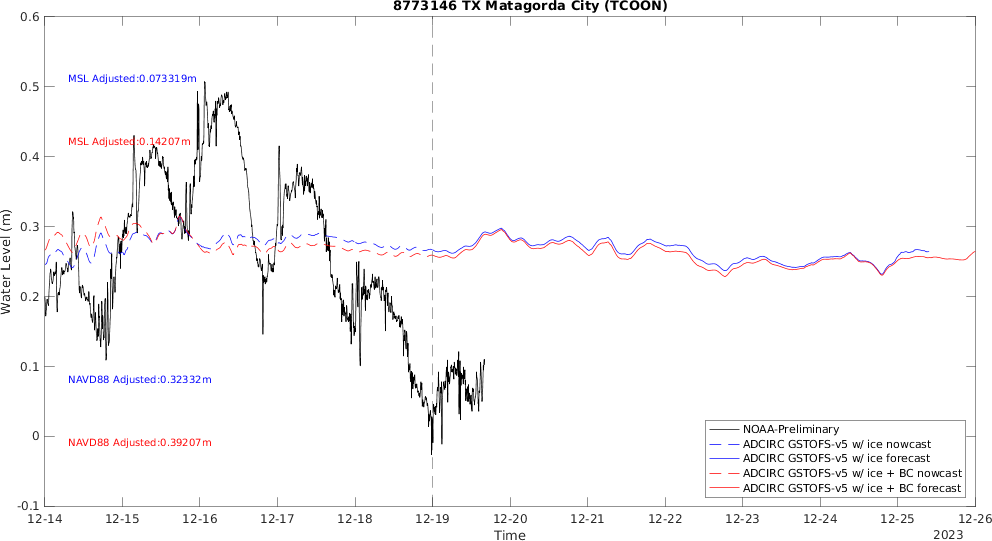 8773146 TX Matagorda City (TCOON)
0.6
0.5
0.4
0.3
0.2
0.1
0
-0.1
Water Level (m)
MSL Adjusted:0.073319m
MSL Adjusted:0.14207m
NAVD88 Adjusted:0.32332m
NAVD88 Adjusted:0.39207m
NOAA-Preliminary
ADCIRC GSTOFS-v5 w/ ice nowcast
ADCIRC GSTOFS-v5 w/ ice forecast
ADCIRC GSTOFS-v5 w/ ice + BC nowcast
ADCIRC GSTOFS-v5 w/ ice + BC forecast
12-14 12-15 12-16 12-17 12-18 12-19 12-20 12-21 12-22 12-23 12-24 12-25 12-26
Time
2023